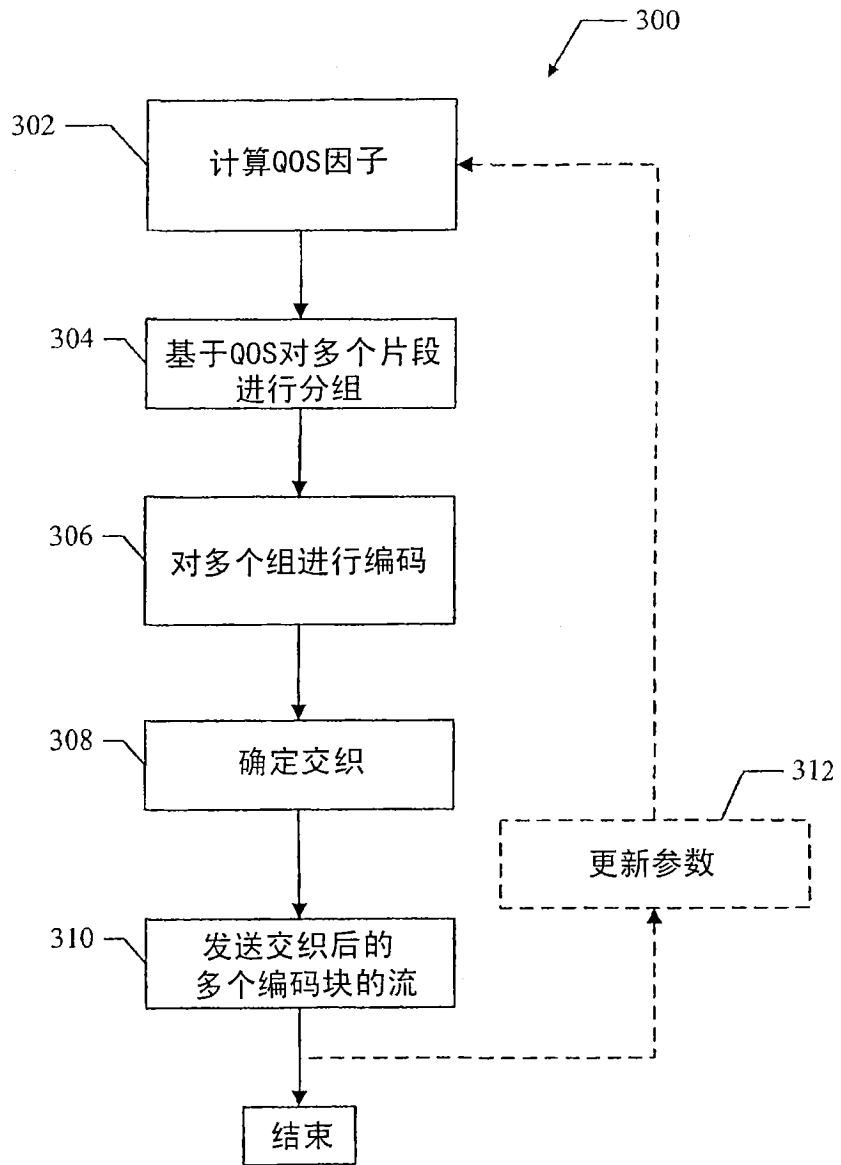 300
302
计算QOS因子
304
基于QOS对多个片段
进行分组
306
对多个组进行编码
308
确定交织
312
更新参数
310
发送交织后的
多个编码块的流
结束